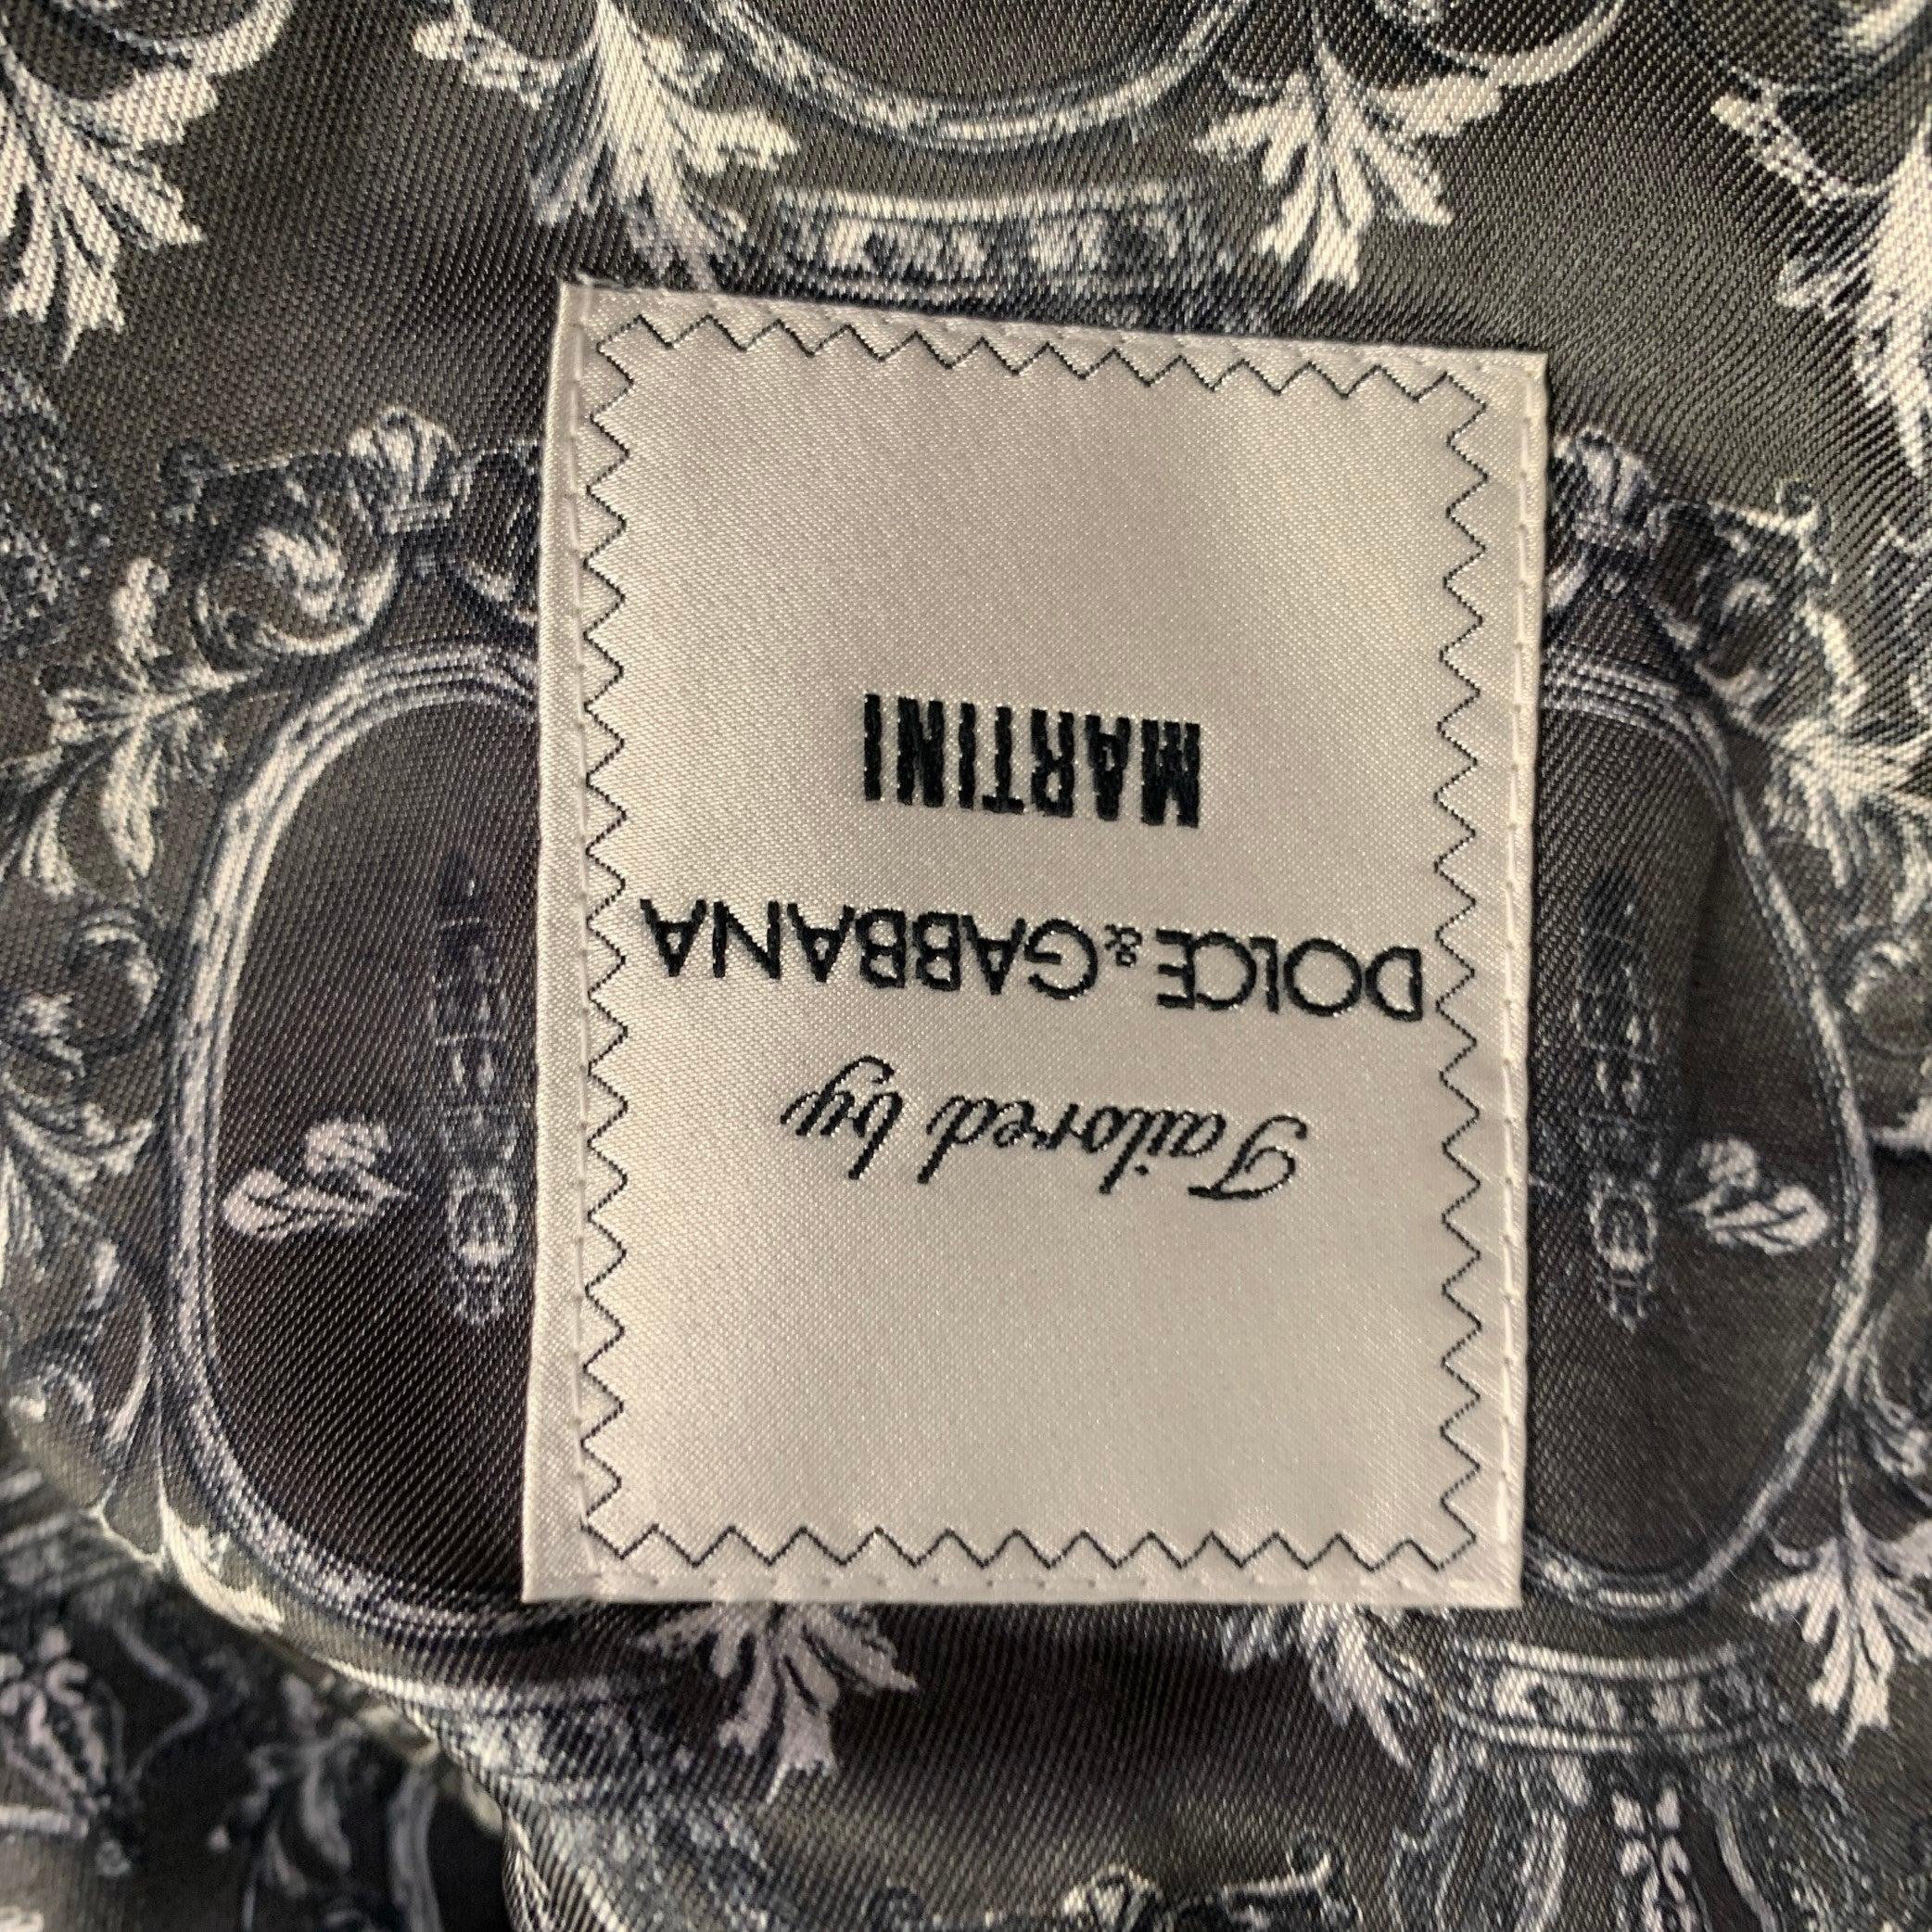 Tailored by
DOLCE & GABBANA
MARTINI